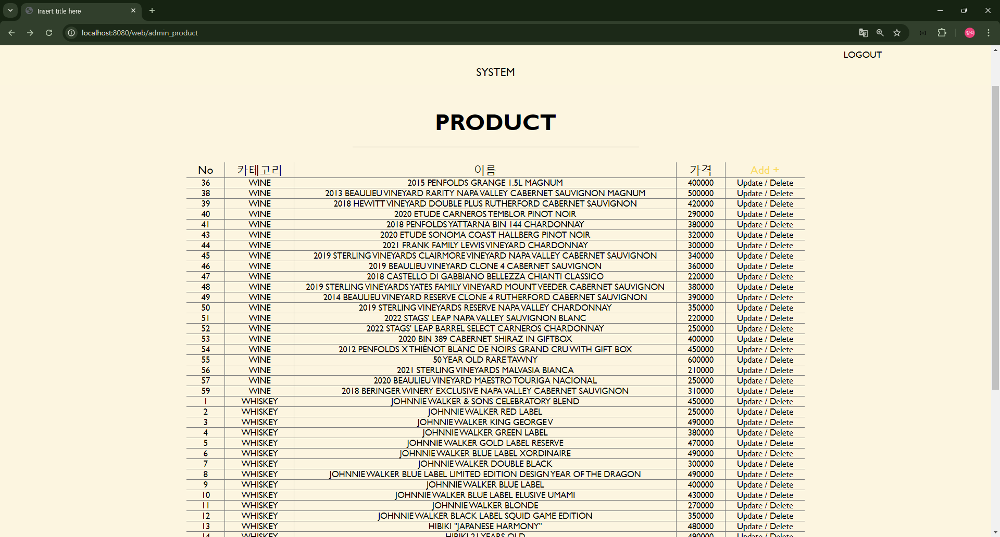 Insert title here
localhost:8080/web/admin_product
정석
LOGOUT
SYSTEM
PRODUCT
No 카테고리 이름 가격 Add +
36 WINE 2015 PENFOLDS GRANGE 1.5L MAGNUM 400000 Update / Delete
38 WINE 2013 BEAULIEU VINEYARD RARITY NAPA VALLEY CABERNET SAUVIGNON MAGNUM 500000 Update / Delete
39 WINE 2018 HEWITT VINEYARD DOUBLE PLUS RUTHERFORD CABERNET SAUVIGNON 420000 Update / Delete
40 WINE 2020 ETUDE CARNEROS TEMBLOR PINOT NOIR 290000 Update / Delete
41 WINE 2018 PENFOLDS YATTARNA BIN 144 CHARDONNAY 380000 Update / Delete
43 WINE 2020 ETUDE SONOMA COAST HALLBERG PINOT NOIR 320000 Update / Delete
44 WINE 2021 FRANK FAMILY LEWIS VINEYARD CHARDONNAY 300000 Update / Delete
45 WINE 2019 STERLING VINEYARDS CLAIRMORE VINEYARD NAPA VALLEY CABERNET SAUVIGNON 340000 Update / Delete
46 WINE 2019 BEAULIEU VINEYARD CLONE 4 CABERNET SAUVIGNON 360000 Update / Delete
47 WINE 2018 CASTELLO DI GABBIANO BELLEZZA CHIANTI CLASSICO 220000 Update / Delete
48 WINE 2019 STERLING VINEYARDS YATES FAMILY VINEYARD MOUNT VEEDER CABERNET SAUVIGNON 380000 Update / Delete
49 WINE 2014 BEAULIEU VINEYARD RESERVE CLONE 4 RUTHERFORD CABERNET SAUVIGNON 390000 Update / Delete
50 WINE 2019 STERLING VINEYARDS RESERVE NAPA VALLEY CHARDONNAY 350000 Update / Delete
51 WINE 2022 STAGS' LEAP NAPA VALLEY SAUVIGNON BLANC 220000 Update / Delete
52 WINE 2022 STAGS' LEAP BARREL SELECT CARNEROS CHARDONNAY 250000 Update / Delete
53 WINE 2020 BIN 389 CABERNET SHIRAZ IN GIFTBOX 400000 Update / Delete
54 WINE 2012 PENFOLDS X THIÉNOT BLANC DE NOIRS GRAND CRU WITH GIFT BOX 450000 Update / Delete
55 WINE 50 YEAR OLD RARE TAWNY 600000 Update / Delete
56 WINE 2021 STERLING VINEYARDS MALVASIA BIANCA 210000 Update / Delete
57 WINE 2020 BEAULIEU VINEYARD MAESTRO TOURIGA NACIONAL 250000 Update / Delete
59 WINE 2018 BERINGER WINERY EXCLUSIVE NAPA VALLEY CABERNET SAUVIGNON 310000 Update / Delete
1 WHISKEY JOHNNIE WALKER & SONS CELEBRATORY BLEND 450000 Update / Delete
2 WHISKEY JOHNNIE WALKER RED LABEL 250000 Update / Delete
3 WHISKEY JOHNNIE WALKER KING GEORGE V 490000 Update / Delete
4 WHISKEY JOHNNIE WALKER GREEN LABEL 380000 Update / Delete
5 WHISKEY JOHNNIE WALKER GOLD LABEL RESERVE 470000 Update / Delete
6 WHISKEY JOHNNIE WALKER BLUE LABEL XORDINAIRE 490000 Update / Delete
7 WHISKEY JOHNNIE WALKER DOUBLE BLACK 300000 Update / Delete
8 WHISKEY JOHNNIE WALKER BLUE LABEL LIMITED EDITION DESIGN YEAR OF THE DRAGON 490000 Update / Delete
9 WHISKEY JOHNNIE WALKER BLUE LABEL 400000 Update / Delete
10 WHISKEY JOHNNIE WALKER BLUE LABEL ELUSIVE UMAMI 430000 Update / Delete
11 WHISKEY JOHNNIE WALKER BLONDE 270000 Update / Delete
12 WHISKEY JOHNNIE WALKER BLACK LABEL SQUID GAME EDITION 350000 Update / Delete
13 WHISKEY HIBIKI "JAPANESE HARMONY" 480000 Update / Delete
14 WHISKEY HIBIKI 21 YEARS OLD 490000 Update / Delete